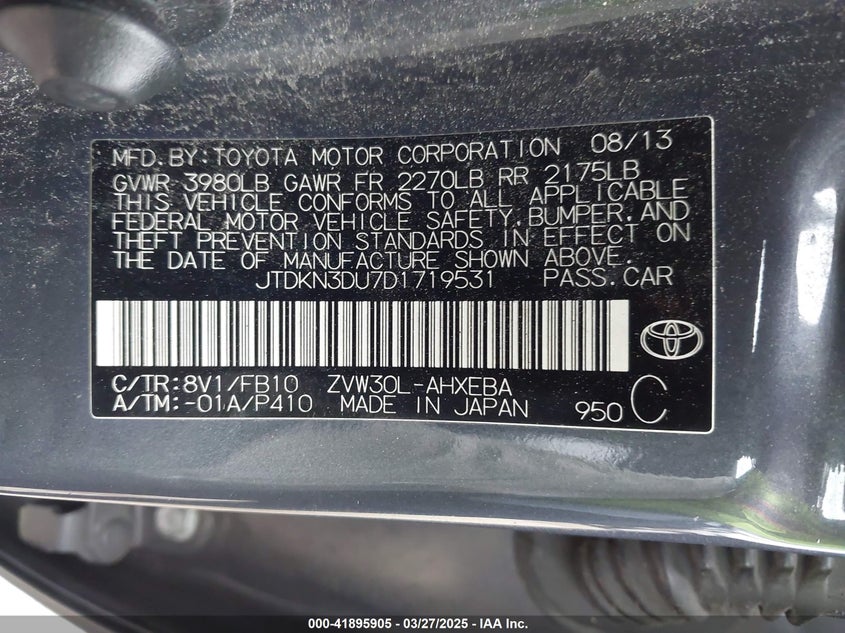 MFD. BY: TOYOTA MOTOR CORPORATION 08/13
GVWR 3980LB GAWR FR 2270LB RR 2175LB
THIS VEHICLE CONFORMS TO ALL APPLICABLE
FEDERAL MOTOR VEHICLE SAFETY, BUMPER, AND
THEFT PREVENTION STANDARDS IN EFFECT ON
THE DATE OF MANUFACTURE SHOWN ABOVE.
JTDKN3DU7D1719531 PASS. CAR
C/TR: 8V1/FB10 ZVW30L-AHXEBA
A/TM: -01A/P410 MADE IN JAPAN 950 C
000-41895905 - 03/27/2025 - IAA Inc.